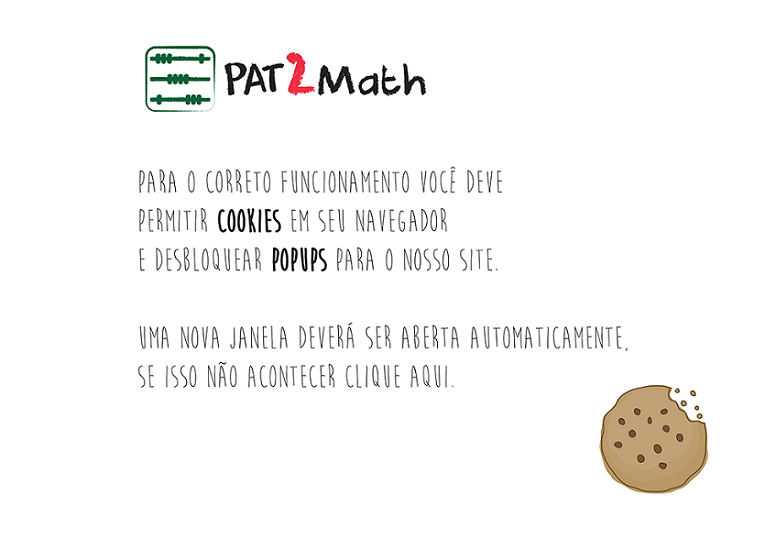 PAT2Math
PARA O CORRETO FUNCIONAMENTO VOCÊ DEVE
PERMITIR COOKIES EM SEU NAVEGADOR
E DESBLOQUEAR POPUPS PARA O NOSSO SITE.
UMA NOVA JANELA DEVERÁ SER ABERTA AUTOMATICAMENTE,
SE ISSO NÃO ACONTECER CLIQUE AQUI.